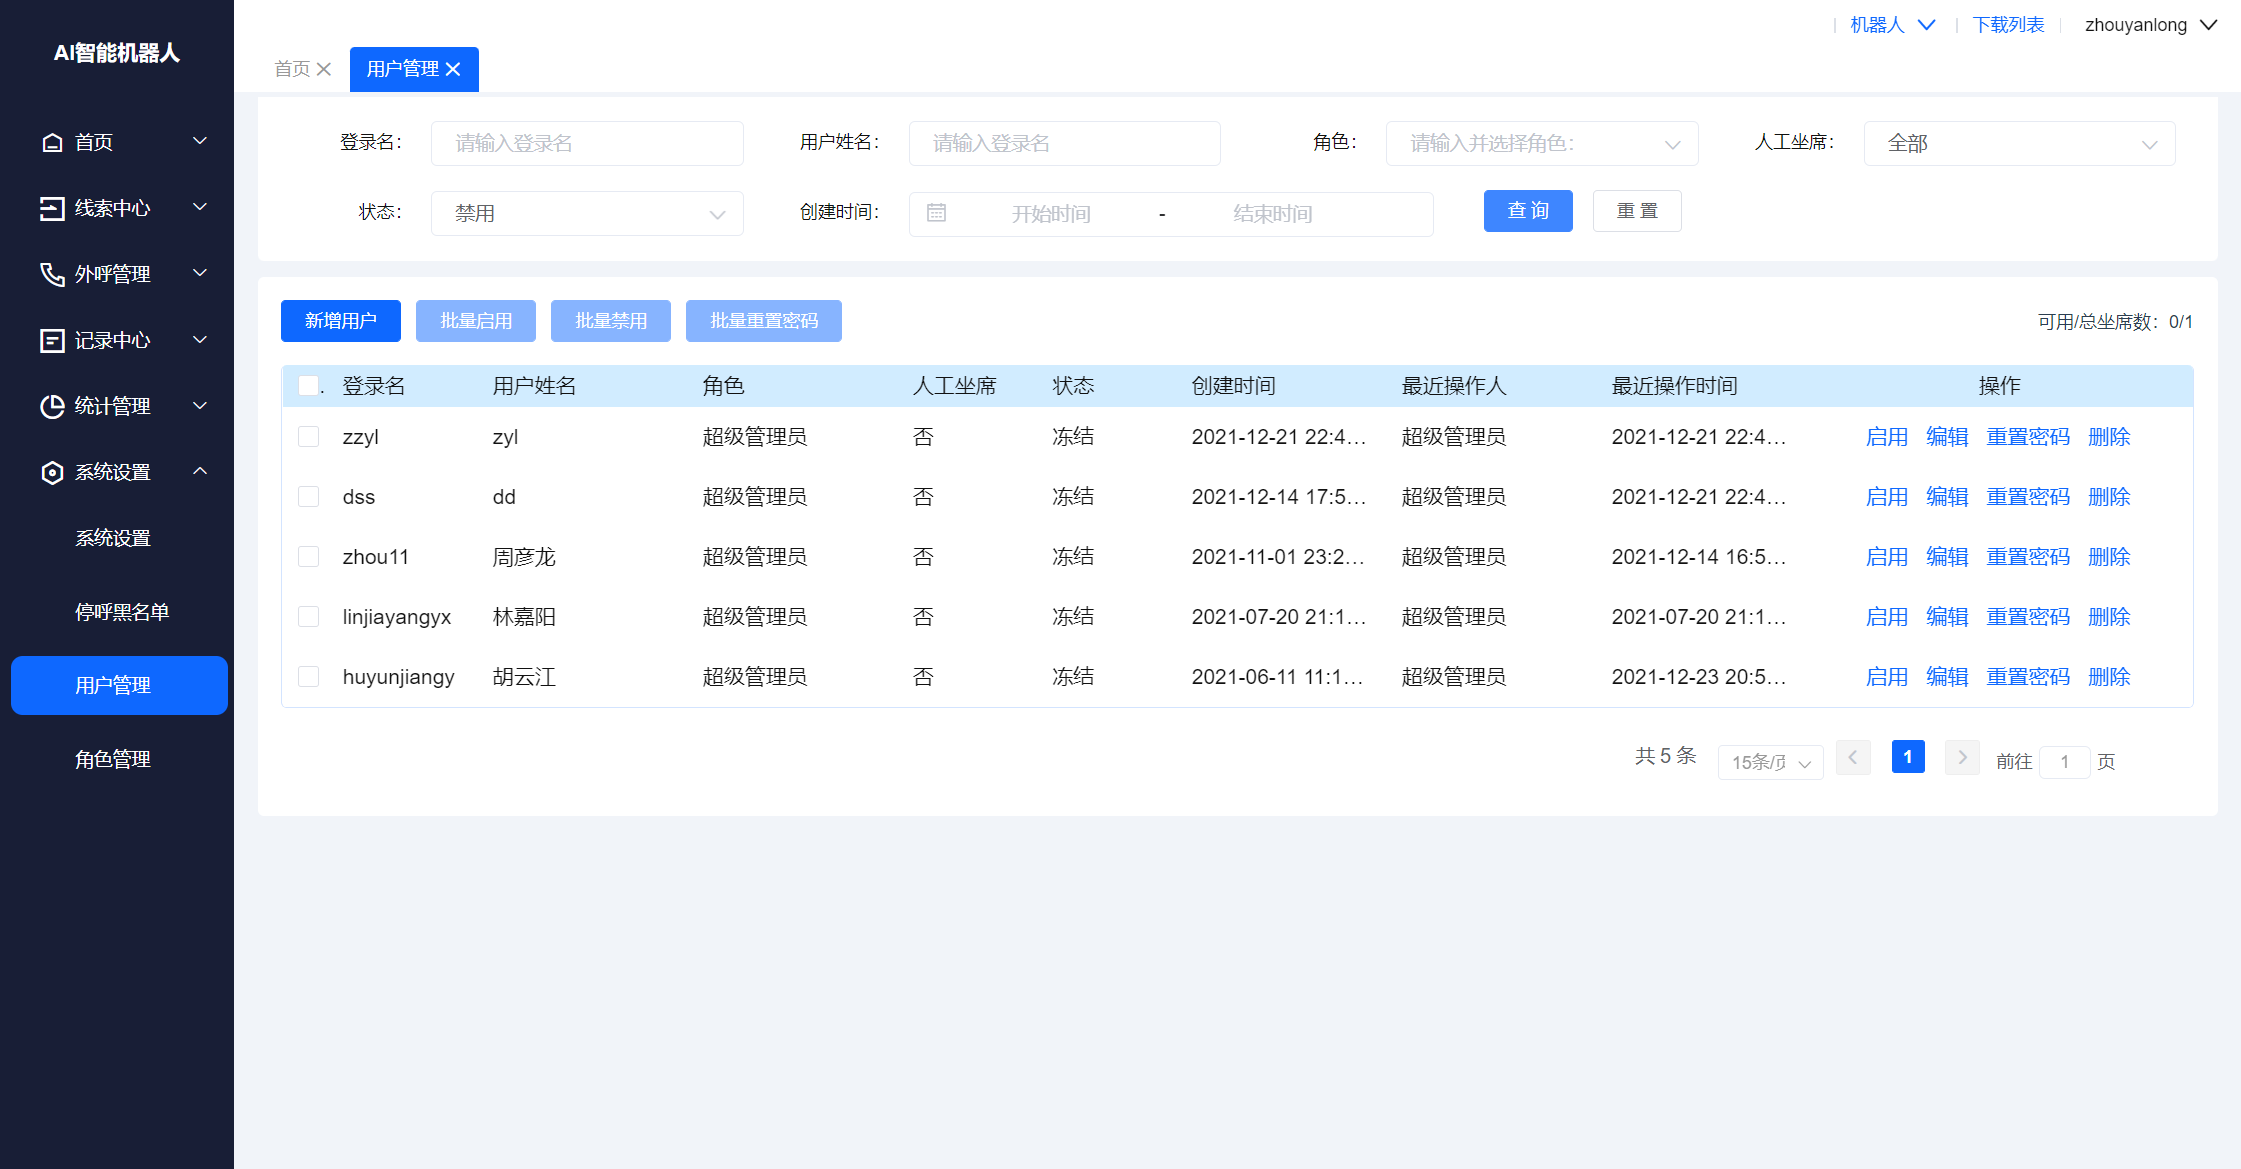 AI智能机器人
首页
线索中心
外呼管理
记录中心
统计管理
系统设置
系统设置
停呼黑名单
用户管理
角色管理
机器人 下载列表 zhouyanlong
首页 用户管理
登录名: 请输入登录名 用户姓名: 请输入登录名 角色: 请输入并选择角色: 人工坐席: 全部
状态: 禁用 创建时间: 开始时间 - 结束时间 查询 重置
新增用户 批量启用 批量禁用 批量重置密码 可用/总坐席数: 0/1
. 登录名 用户姓名 角色 人工坐席 状态 创建时间 最近操作人 最近操作时间 操作
zzyl zyl 超级管理员 否 冻结 2021-12-21 22:4... 超级管理员 2021-12-21 22:4... 启用 编辑 重置密码 删除
dss dd 超级管理员 否 冻结 2021-12-14 17:5... 超级管理员 2021-12-21 22:4... 启用 编辑 重置密码 删除
zhou11 周彦龙 超级管理员 否 冻结 2021-11-01 23:2... 超级管理员 2021-12-14 16:5... 启用 编辑 重置密码 删除
linjiayangyx 林嘉阳 超级管理员 否 冻结 2021-07-20 21:1... 超级管理员 2021-07-20 21:1... 启用 编辑 重置密码 删除
huyunjiangy 胡云江 超级管理员 否 冻结 2021-06-11 11:1... 超级管理员 2021-12-23 20:5... 启用 编辑 重置密码 删除
共 5 条 15条/页 1 前往 1 页